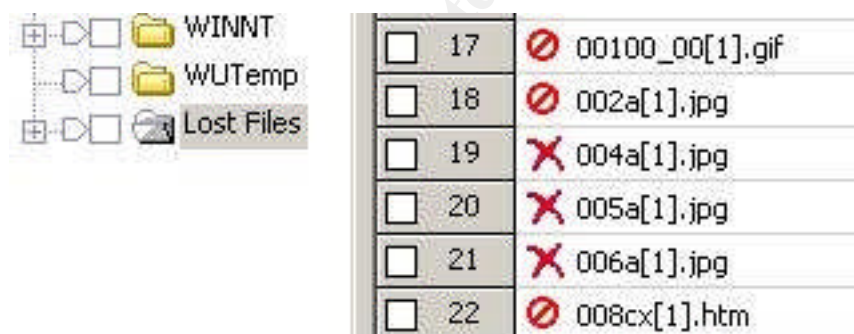 WINNT
WUTemp
Lost Files
17 00100_00[1].gif
18 002a[1].jpg
19 004a[1].jpg
20 005a[1].jpg
21 006a[1].jpg
22 008cx[1].htm